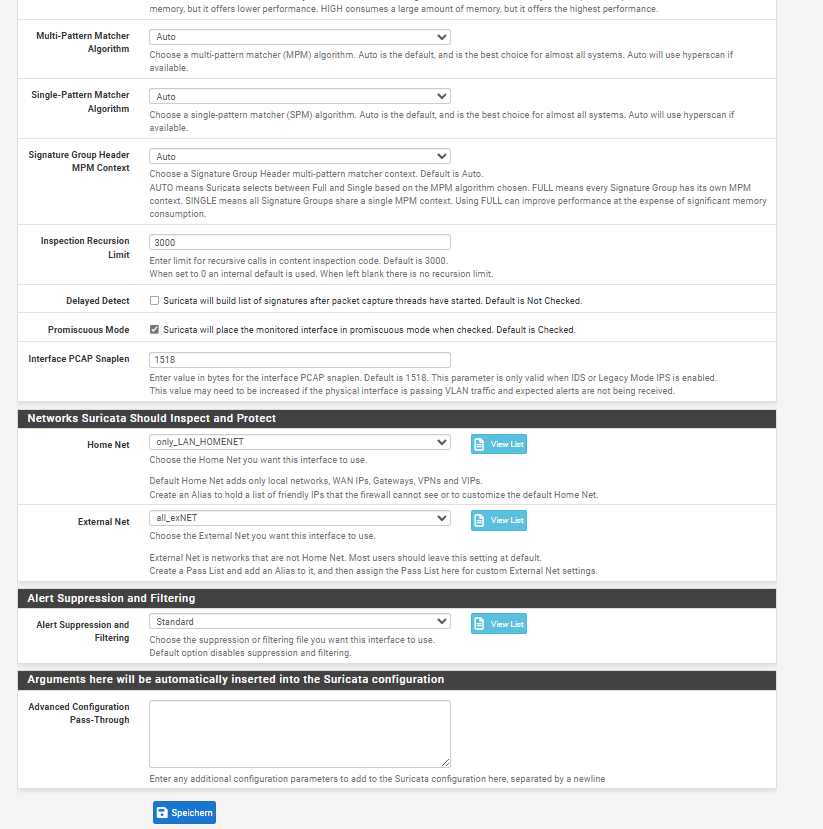 memory, but it offers lower performance. HIGH consumes a large amount of memory, but it offers the highest performance.
Multi-Pattern Matcher
Algorithm
Auto
Choose a multi-pattern matcher (MPM) algorithm. Auto is the default, and is the best choice for almost all systems. Auto will use hyperscan if
available.
Single-Pattern Matcher
Algorithm
Auto
Choose a single-pattern matcher (SPM) algorithm. Auto is the default, and is the best choice for almost all systems. Auto will use hyperscan if
available.
Signature Group Header
MPM Context
Auto
Choose a Signature Group Header multi-pattern matcher context. Default is Auto.
AUTO means Suricata selects between Full and Single based on the MPM algorithm chosen. FULL means every Signature Group has its own MPM
context. SINGLE means all Signature Groups share a single MPM context. Using FULL can improve performance at the expense of significant memory
consumption.
Inspection Recursion
Limit
3000
Enter limit for recursive calls in content inspection code. Default is 3000.
When set to 0 an internal default is used. When left blank there is no recursion limit.
Delayed Detect
Suricata will build list of signatures after packet capture threads have started. Default is Not Checked.
Promiscuous Mode
Suricata will place the monitored interface in promiscuous mode when checked. Default is Checked.
Interface PCAP Snaplen
1518
Enter value in bytes for the interface PCAP snaplen. Default is 1518. This parameter is only valid when IDS or Legacy Mode IPS is enabled.
This value may need to be increased if the physical interface is passing VLAN traffic and expected alerts are not being received.
Networks Suricata Should Inspect and Protect
Home Net
only_LAN_HOMENET
View List
Choose the Home Net you want this interface to use.
Default Home Net adds only local networks, WAN IPs, Gateways, VPNs and VIPs.
Create an Alias to hold a list of friendly IPs that the firewall cannot see or to customize the default Home Net.
External Net
all_exNET
View List
Choose the External Net you want this interface to use.
External Net is networks that are not Home Net. Most users should leave this setting at default.
Create a Pass List and add an Alias to it, and then assign the Pass List here for custom External Net settings.
Alert Suppression and Filtering
Alert Suppression and
Filtering
Standard
View List
Choose the suppression or filtering file you want this interface to use.
Default option disables suppression and filtering.
Arguments here will be automatically inserted into the Suricata configuration
Advanced Configuration
Pass-Through
Enter any additional configuration parameters to add to the Suricata configuration here, separated by a newline
Speichern